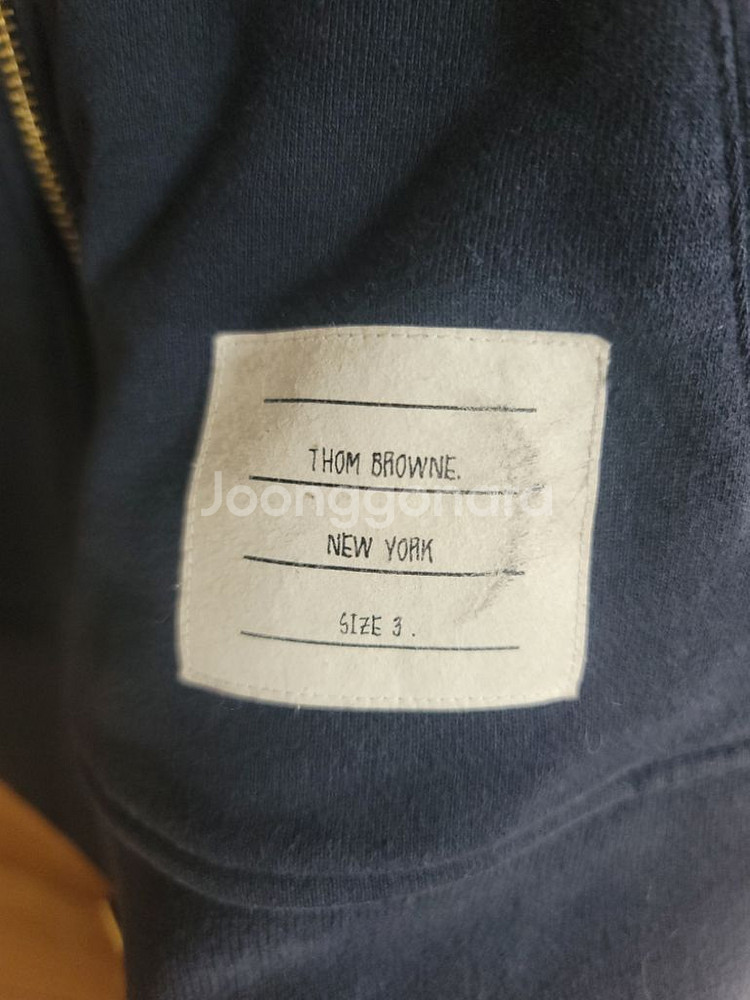 THOM BROWNE.
Joonggonara
NEW YORK
SIZE 3 .